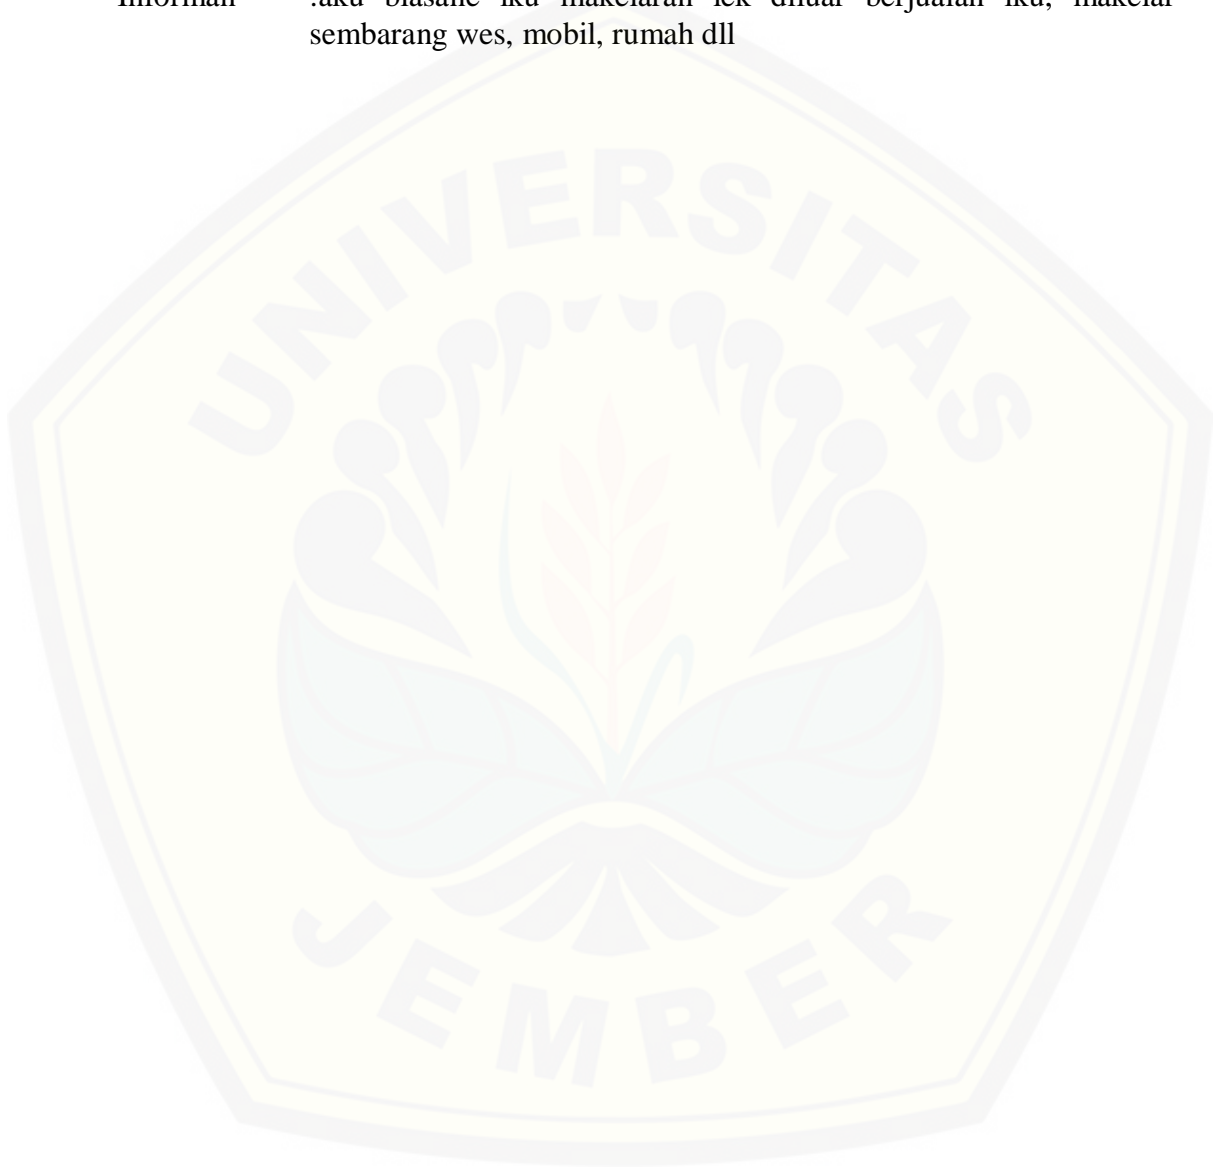 Informan :aku biasane iku makelaran lek diluar berjualan iku, makelar
sembarang wes, mobil, rumah dll
UNIVERSITAS
JEMBER